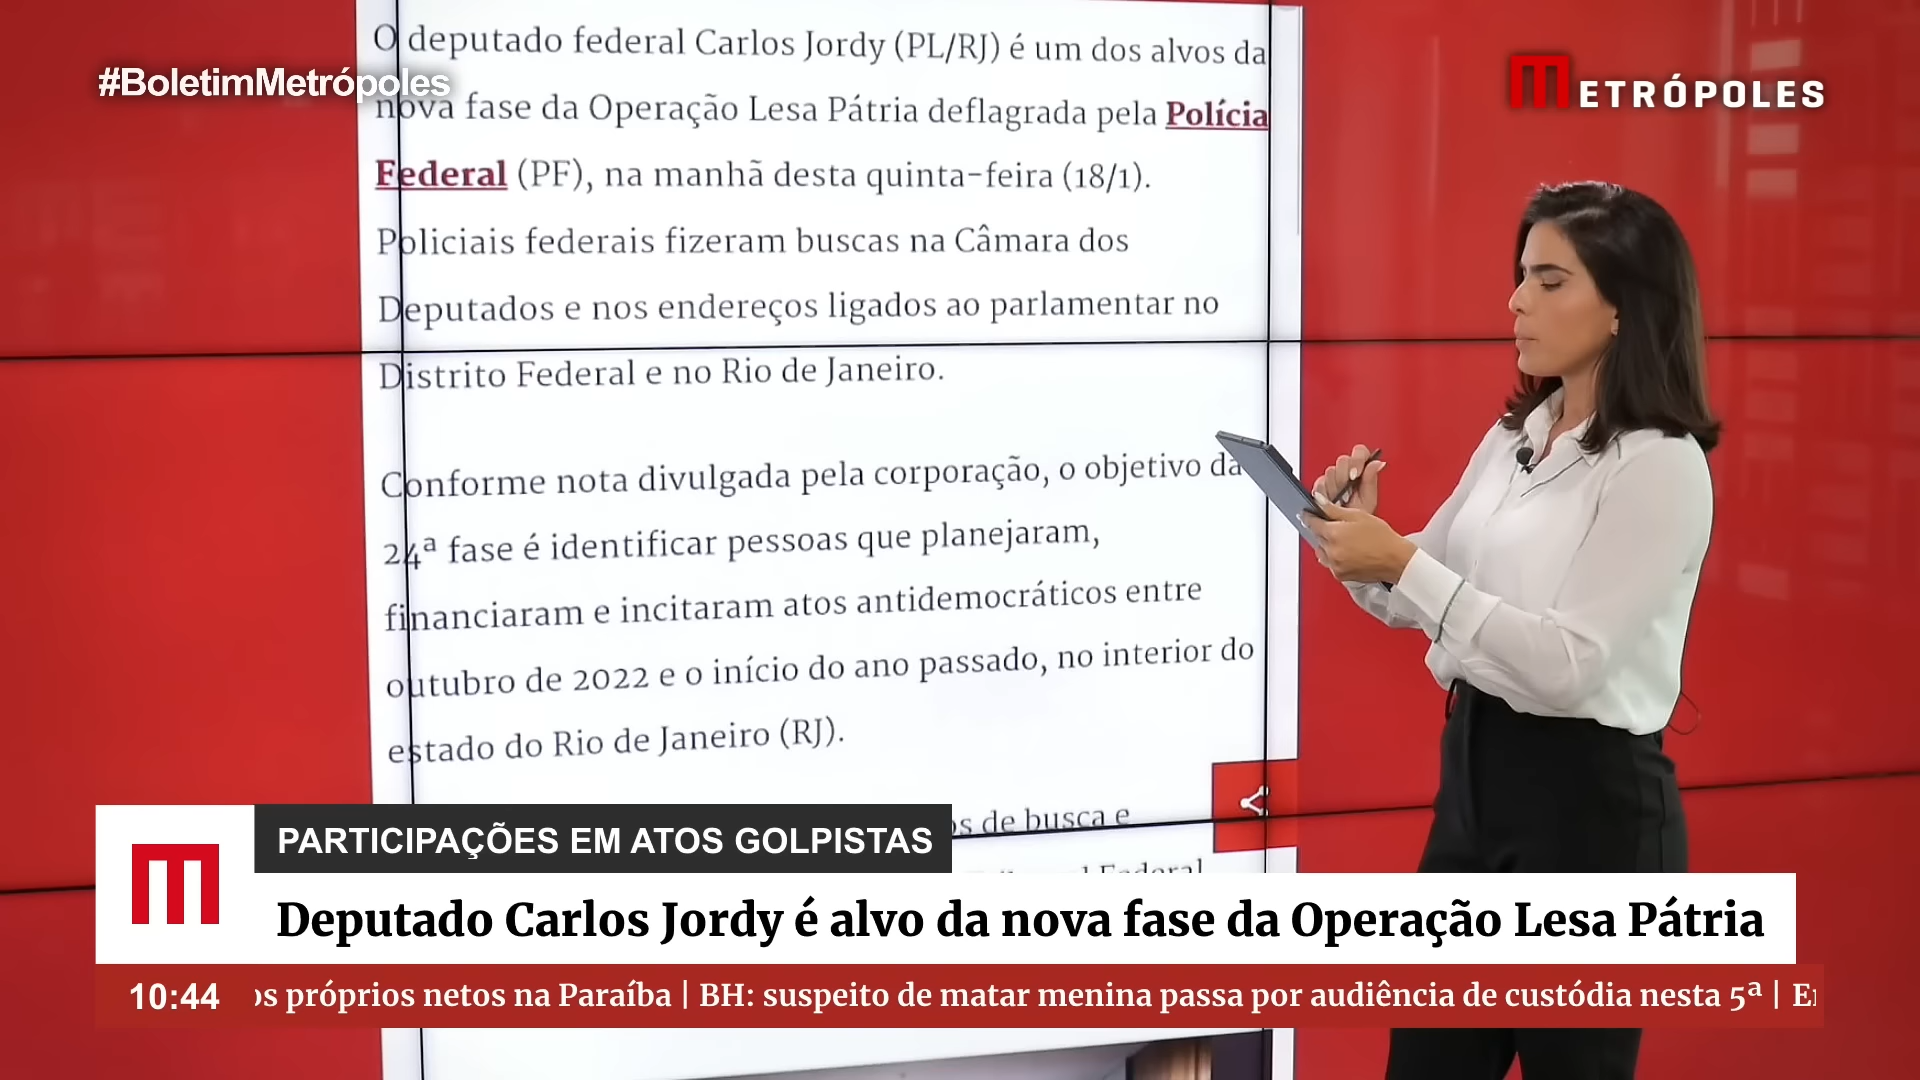 #BoletimMetrópoles
METRÓPOLES
O deputado federal Carlos Jordy (PL/RJ) é um dos alvos da
nova fase da Operação Lesa Pátria deflagrada pela Polícia
Federal (PF), na manhã desta quinta-feira (18/1).
Policiais federais fizeram buscas na Câmara dos
Deputados e nos endereços ligados ao parlamentar no
Distrito Federal e no Rio de Janeiro.
Conforme nota divulgada pela corporação, o objetivo da
24ª fase é identificar pessoas que planejaram,
financiaram e incitaram atos antidemocráticos entre
outubro de 2022 e o início do ano passado, no interior do
estado do Rio de Janeiro (RJ).
de busca e
Federal
PARTICIPAÇÕES EM ATOS GOLPISTAS
Deputado Carlos Jordy é alvo da nova fase da Operação Lesa Pátria
10:44 próprios netos na Paraíba | BH: suspeito de matar menina passa por audiência de custódia nesta 5ª |